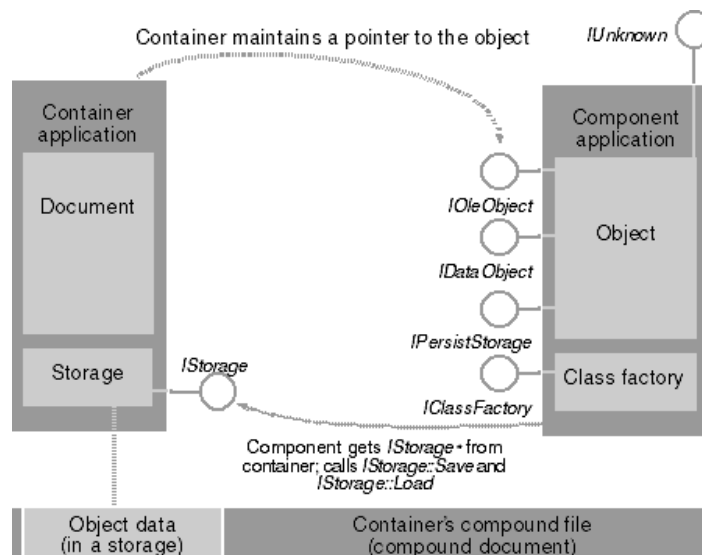 Container maintains a pointer to the object
IUnknown
Container
application
Component
application
Document
IOleObject
Object
IDataObject
IPersistStorage
Storage
IStorage
Class factory
IClassFactory
Component gets IStorage* from
container; calls IStorage::Save and
IStorage::Load
Object data
(in a storage)
Container's compound file
(compound document)